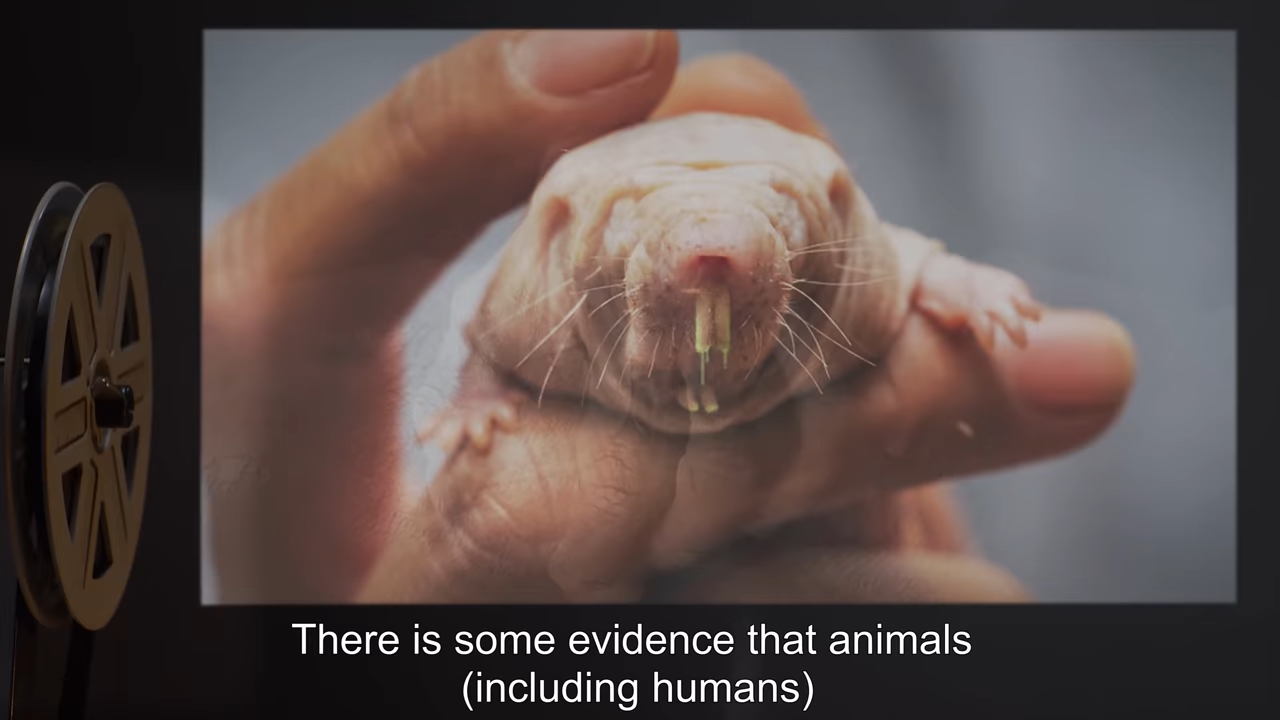 There is some evidence that animals
(including humans)